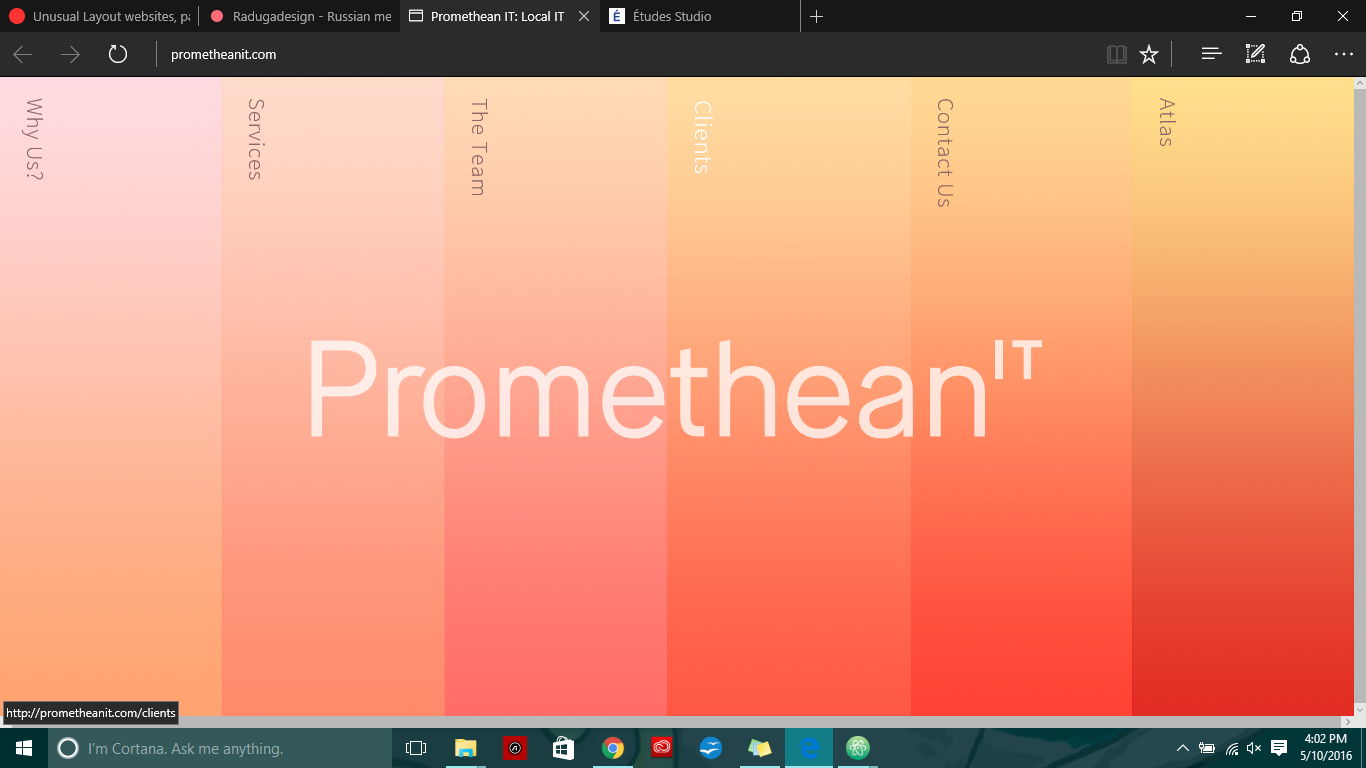 Unusual Layout websites, pa
Radugadesign - Russian me
Promethean IT: Local IT
É
Études Studio
prometheanit.com
Why Us?
Services
The Team
Clients
Contact Us
Atlas
Promethean IT
http://prometheanit.com/clients
I'm Cortana. Ask me anything.
4:02 PM
5/10/2016